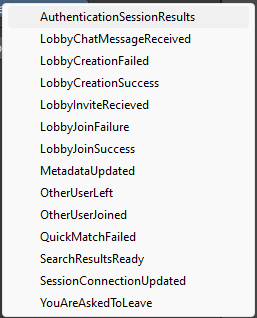 AuthenticationSessionResults
LobbyChatMessageReceived
LobbyCreationFailed
LobbyCreationSuccess
LobbyInviteRecieved
LobbyJoinFailure
LobbyJoinSuccess
MetadataUpdated
OtherUserLeft
OtherUserJoined
QuickMatchFailed
SearchResultsReady
SessionConnectionUpdated
YouAreAskedToLeave